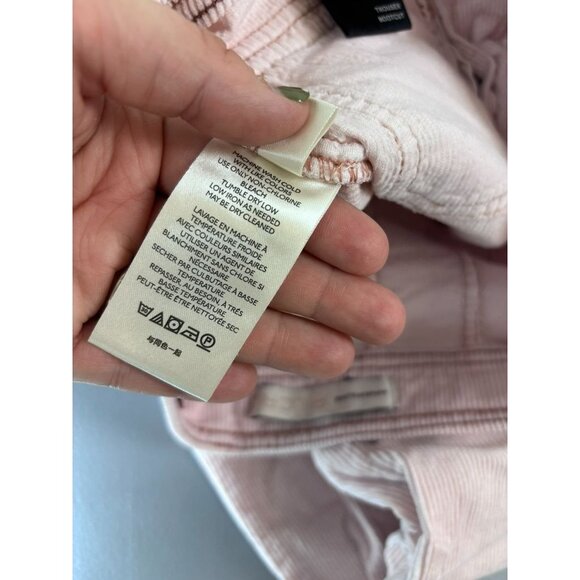 TROUSER
BOOTCUT
MACHINE WASH COLD
WITH LIKE COLORS
USE ONLY NON-CHLORINE
BLEACH
TUMBLE DRY LOW
LOW IRON AS NEEDED
MAY BE DRY CLEANED
LAVAGE EN MACHINE À
TEMPÉRATURE FROIDE
AVEC COULEURS SIMILAIRES
UTILISER UN AGENT DE
BLANCHIMENT SANS CHLORE SI
NÉCESSAIRE
SECHER PAR CULBUTAGE À BASSE
TEMPERATURE
REPASSER, AU BESOIN, À TRÉS
BASSE TEMPÉRATURE
PEUT-ÊTRE ÊTRE NETTOYÉE SEC
P
与同色一起